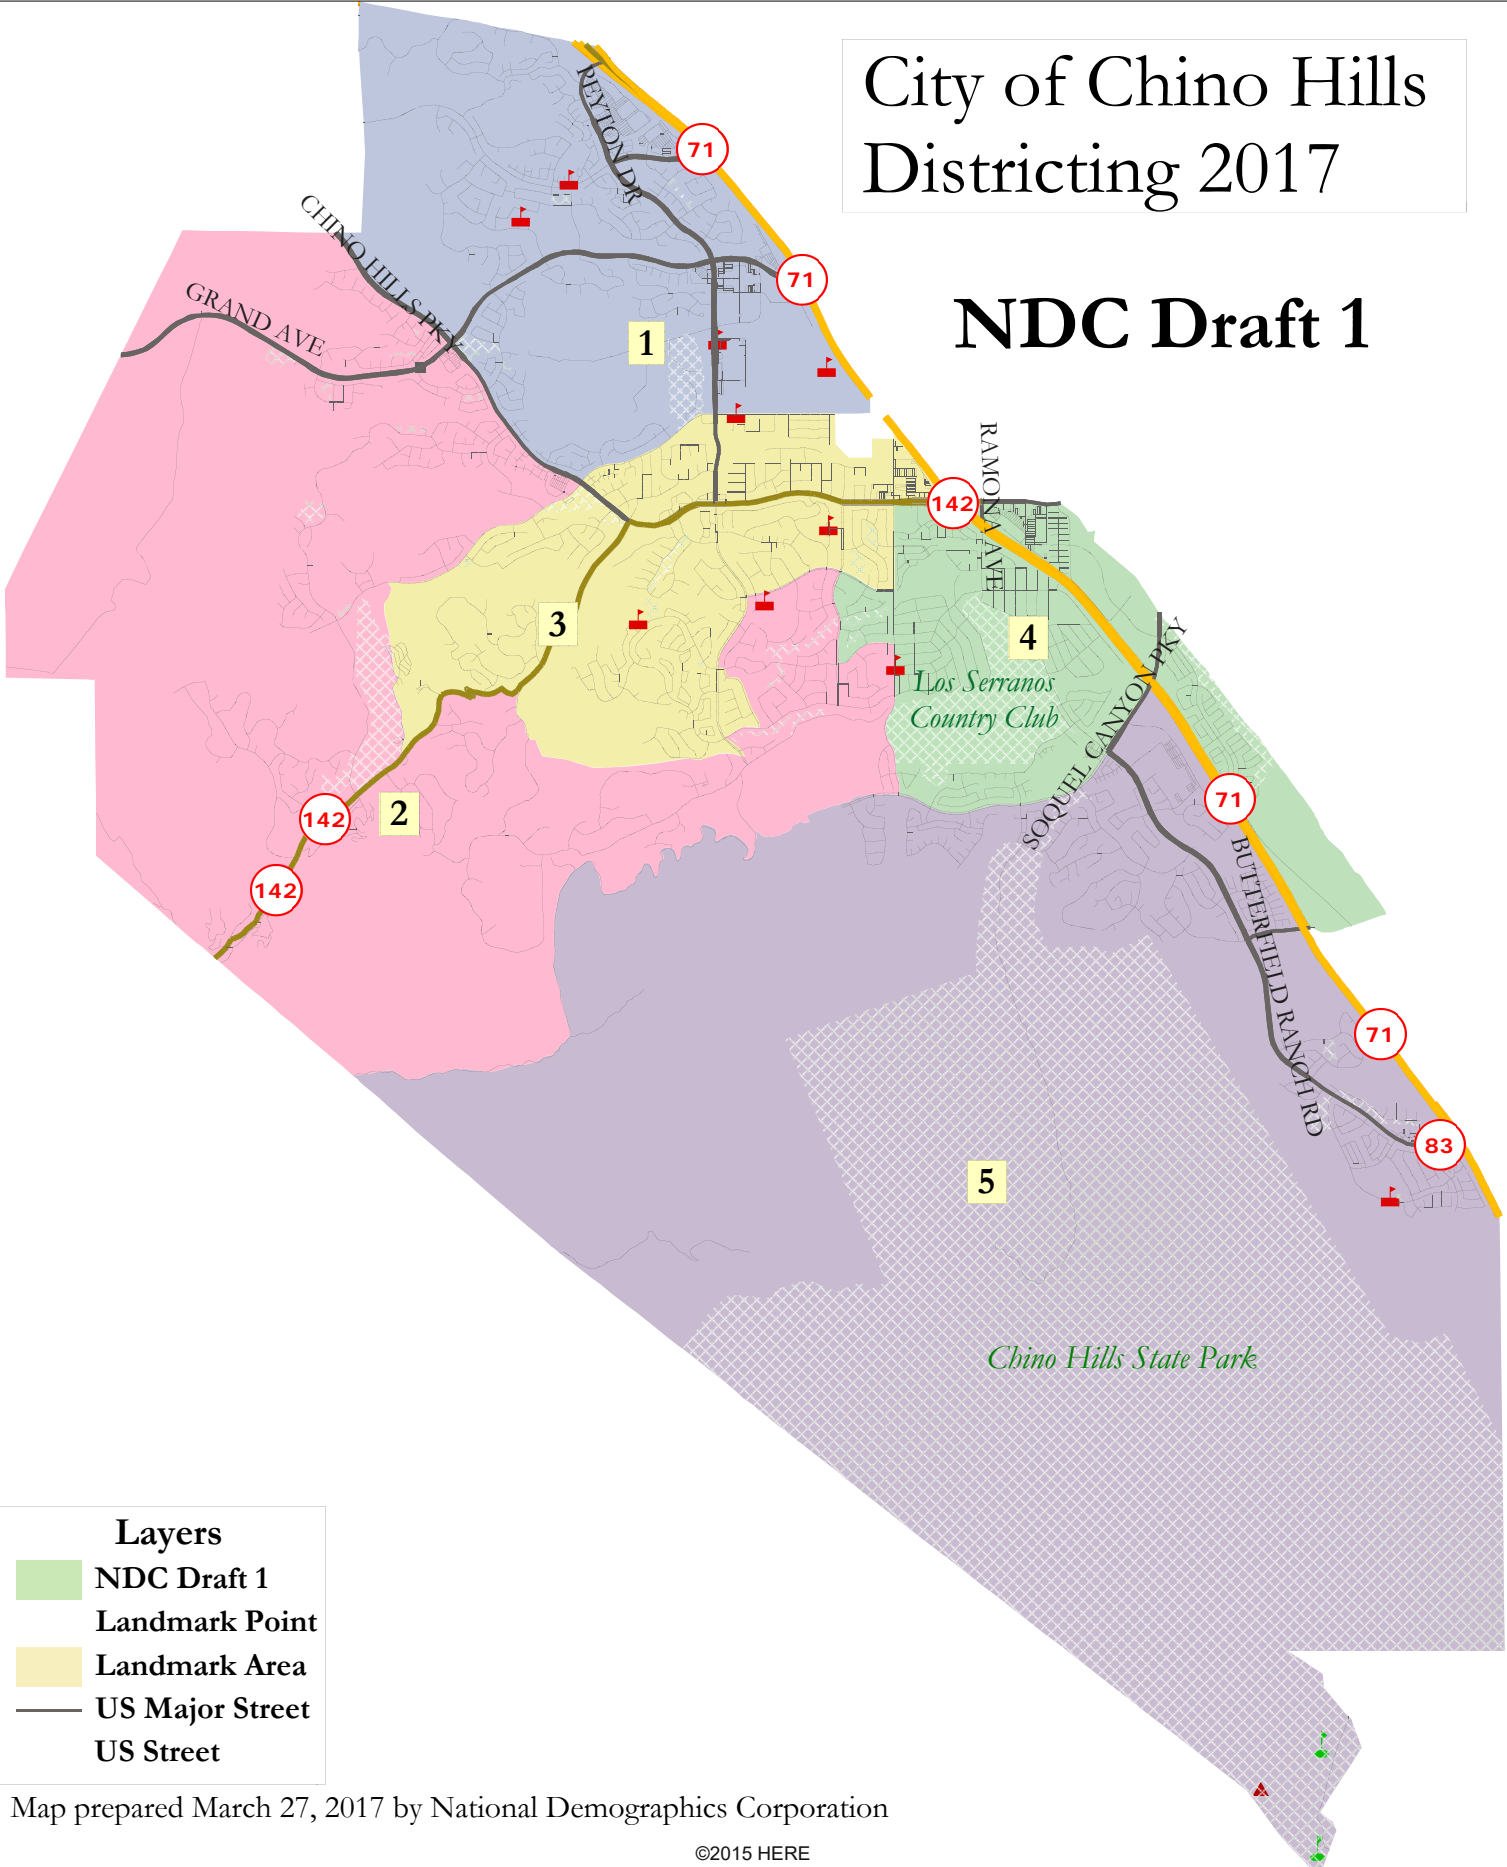 City of Chino Hills
Districting 2017
NDC Draft 1
PEYTON DR
71
CHINO HILLS PKY
GRAND AVE
71
1
RAMONA AVE
142
3
4
Los Serranos
Country Club
SOQUEL CANYON PKY
2
142
71
142
BUTTERFIELD RANCH RD
71
83
5
Chino Hills State Park
Layers
NDC Draft 1
Landmark Point
Landmark Area
US Major Street
US Street
Map prepared March 27, 2017 by National Demographics Corporation
©2015 HERE